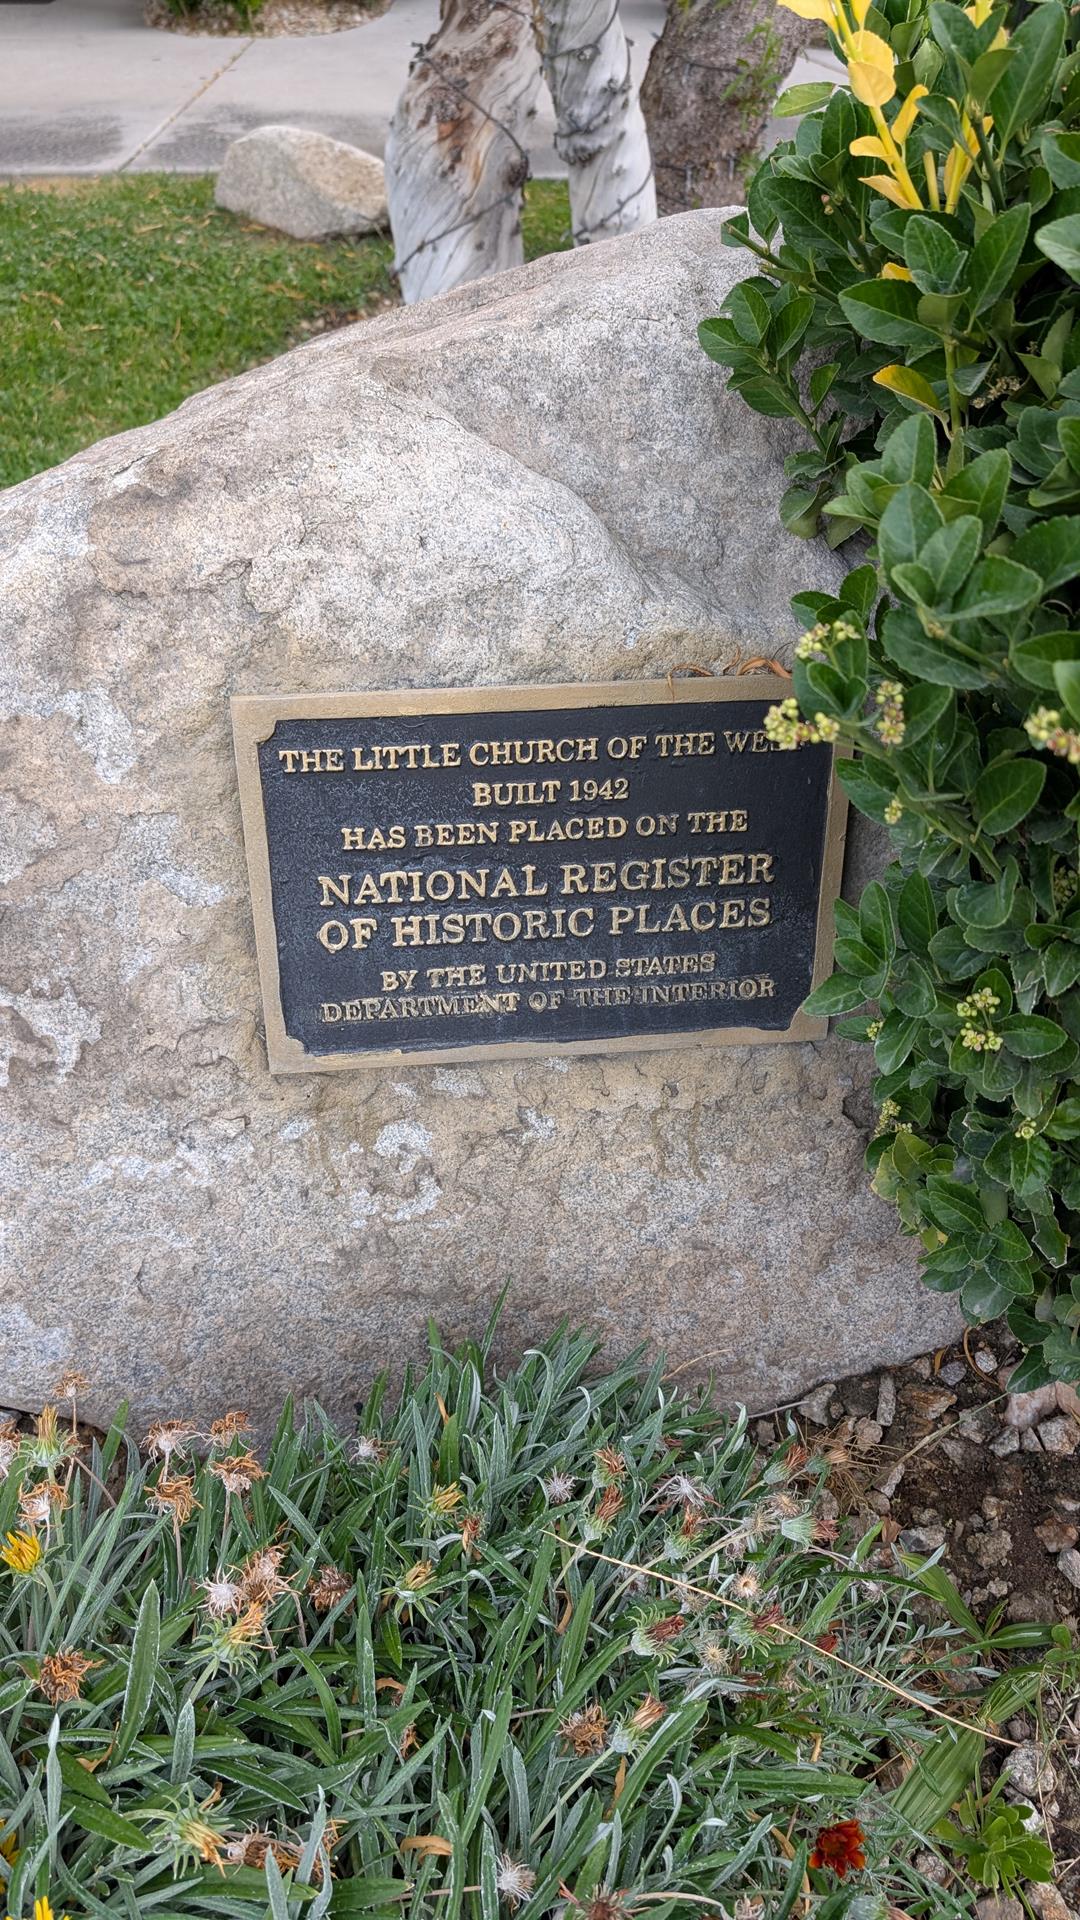 THE LITTLE CHURCH OF THE WEST
BUILT 1942
HAS BEEN PLACED ON THE
NATIONAL REGISTER
OF HISTORIC PLACES
BY THE UNITED STATES
DEPARTMENT OF THE INTERIOR